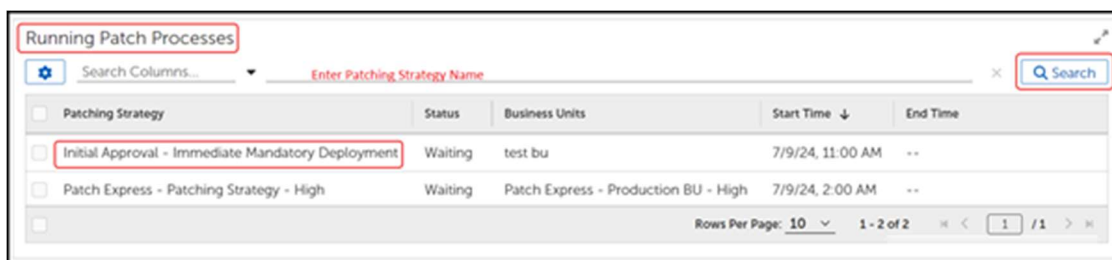 Running Patch Processes
Search Columns... Enter Patching Strategy Name Search
Patching Strategy Status Business Units Start Time End Time
Initial Approval - Immediate Mandatory Deployment Waiting test bu 7/9/24, 11:00 AM --
Patch Express - Patching Strategy - High Waiting Patch Express - Production BU - High 7/9/24, 2:00 AM --
Rows Per Page: 10 1 - 2 of 2 1 / 1